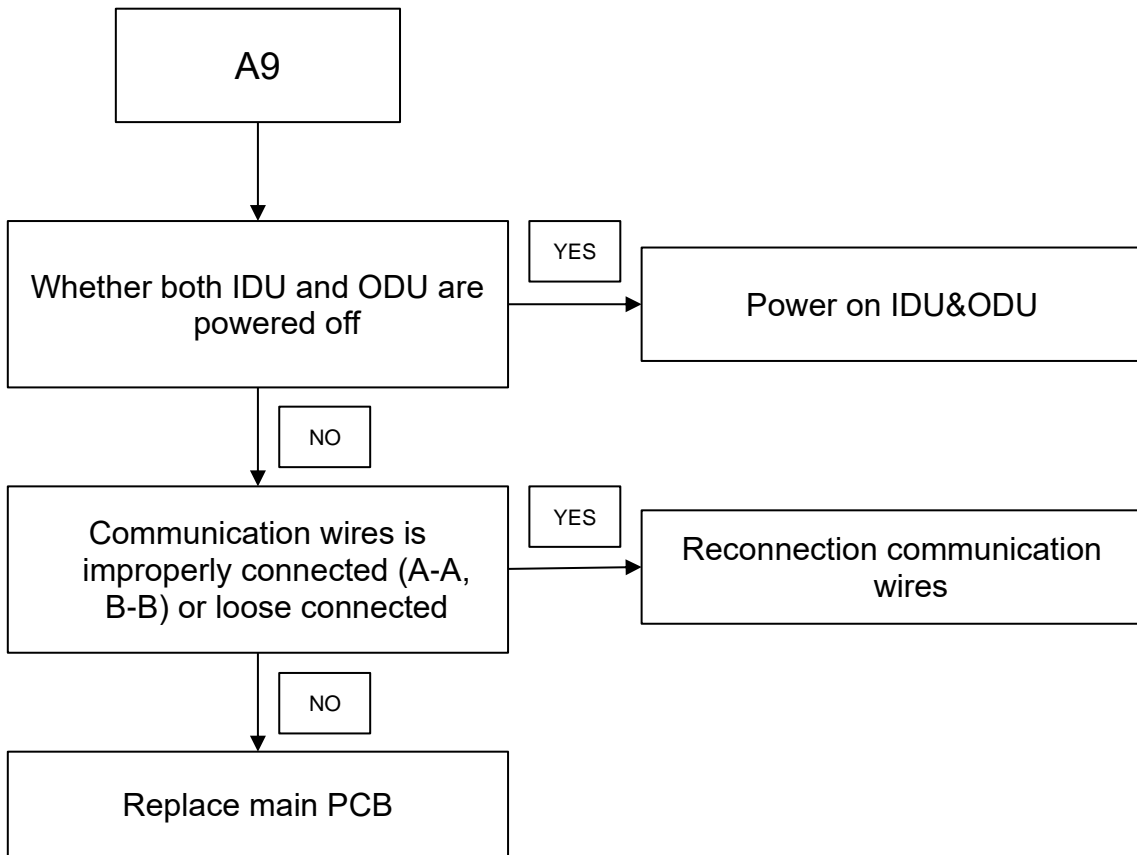 A9
Whether both IDU and ODU are
powered off
YES
Power on IDU&ODU
NO
Communication wires is
improperly connected (A-A,
B-B) or loose connected
YES
Reconnection communication
wires
NO
Replace main PCB